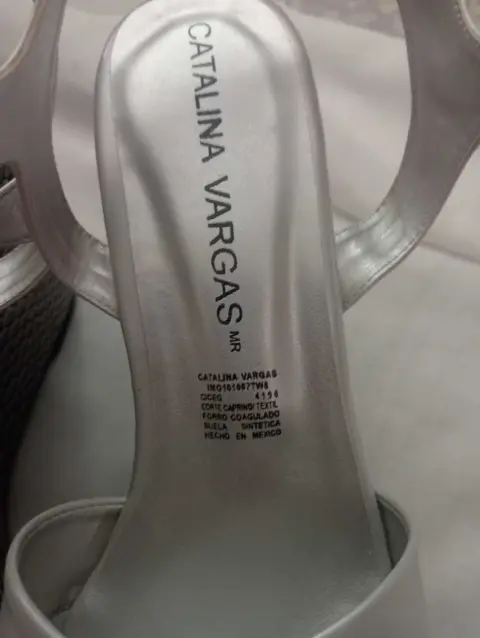 CATALINA VARGAS MR
CATALINA VARGAS
CORTE CAPRINO/TEXTIL
FORRO COAGULADO
SUELA SINTETICA
HECHO EN MEXICO